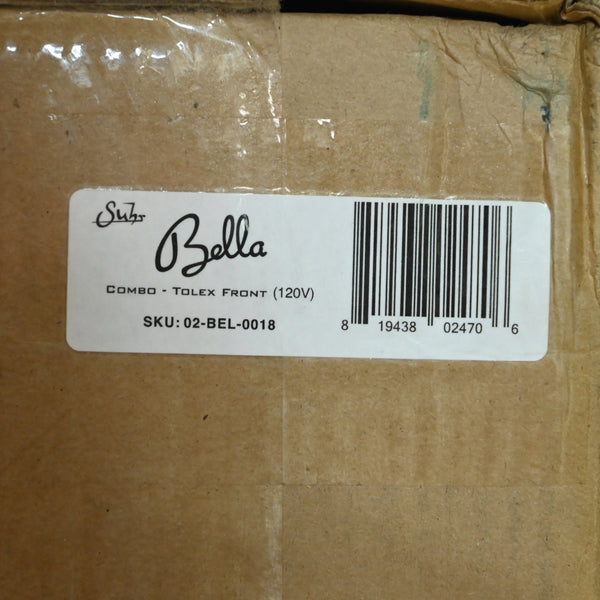 Suhr
Bella
COMBO - TOLEX FRONT (120V)
SKU: 02-BEL-0018
8 19438 02470 6